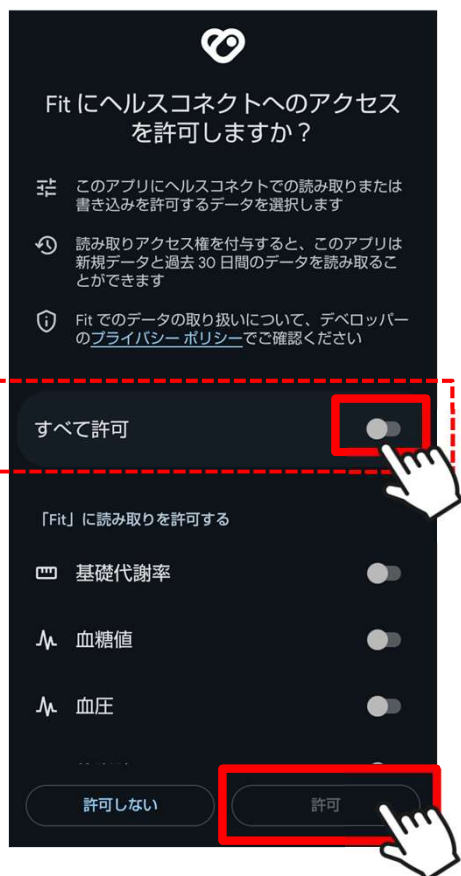 Fit にヘルスコネクトへのアクセス
を許可しますか？
このアプリにヘルスコネクトでの読み取りまたは
書き込みを許可するデータを選択します
読み取りアクセス権を付与すると、このアプリは
新規データと過去 30 日間のデータを読み取るこ
とができます
Fit でのデータの取り扱いについて、デベロッパー
のプライバシー ポリシーでご確認ください
すべて許可
「Fit」に読み取りを許可する
基礎代謝率
血糖値
血圧
許可しない
許可